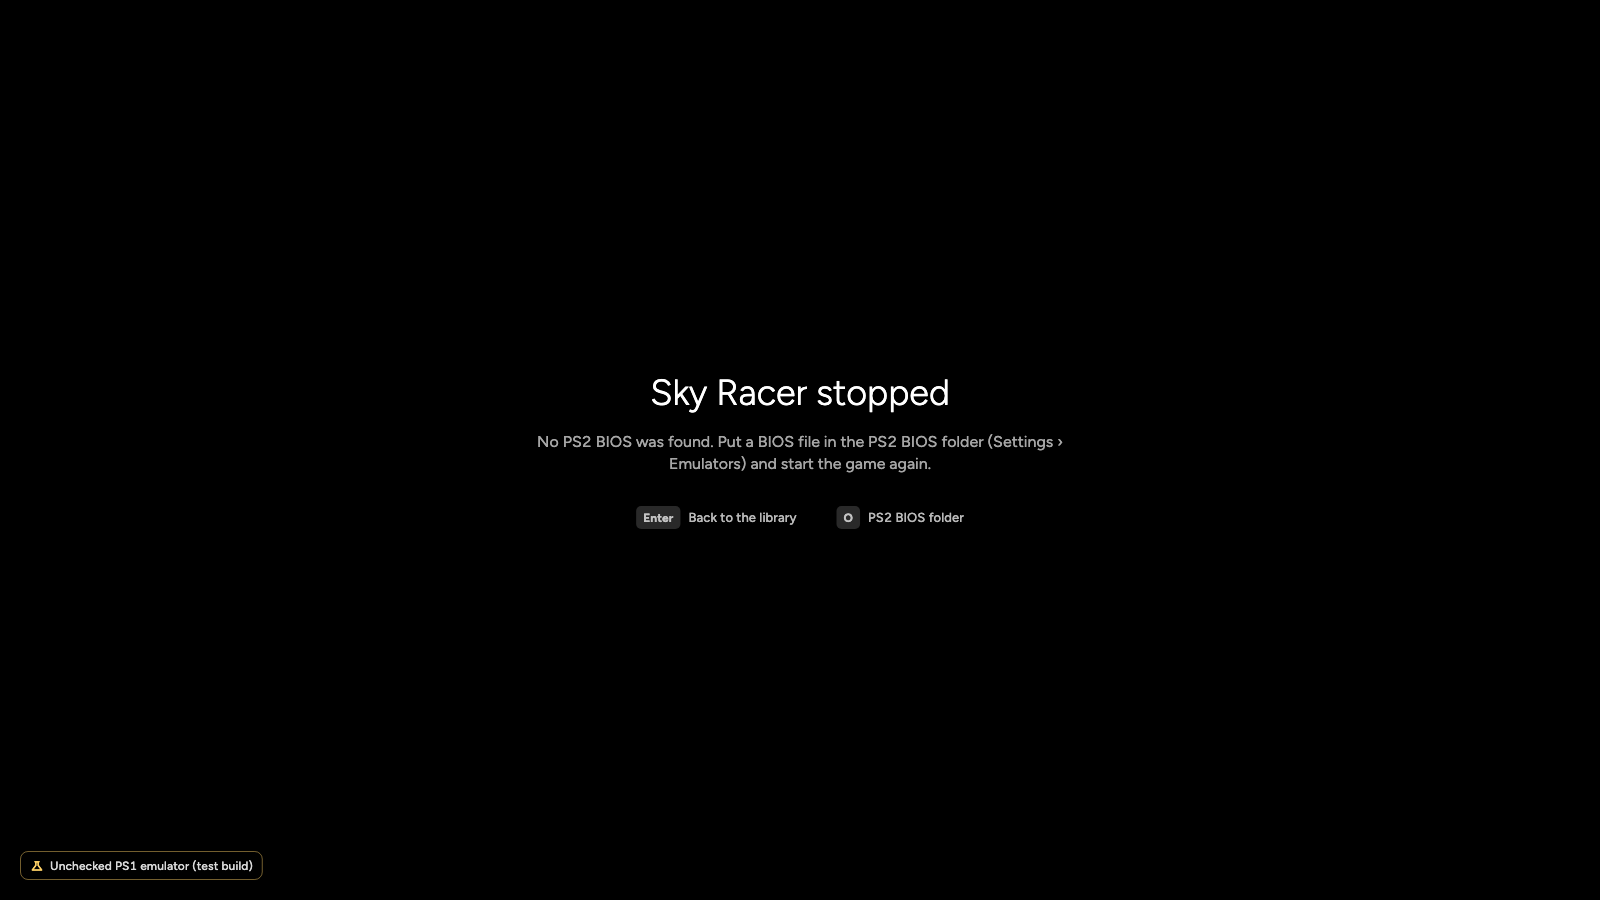 Sky Racer stopped
No PS2 BIOS was found. Put a BIOS file in the PS2 BIOS folder (Settings ›
Emulators) and start the game again.
Enter Back to the library O PS2 BIOS folder
Unchecked PS1 emulator (test build)